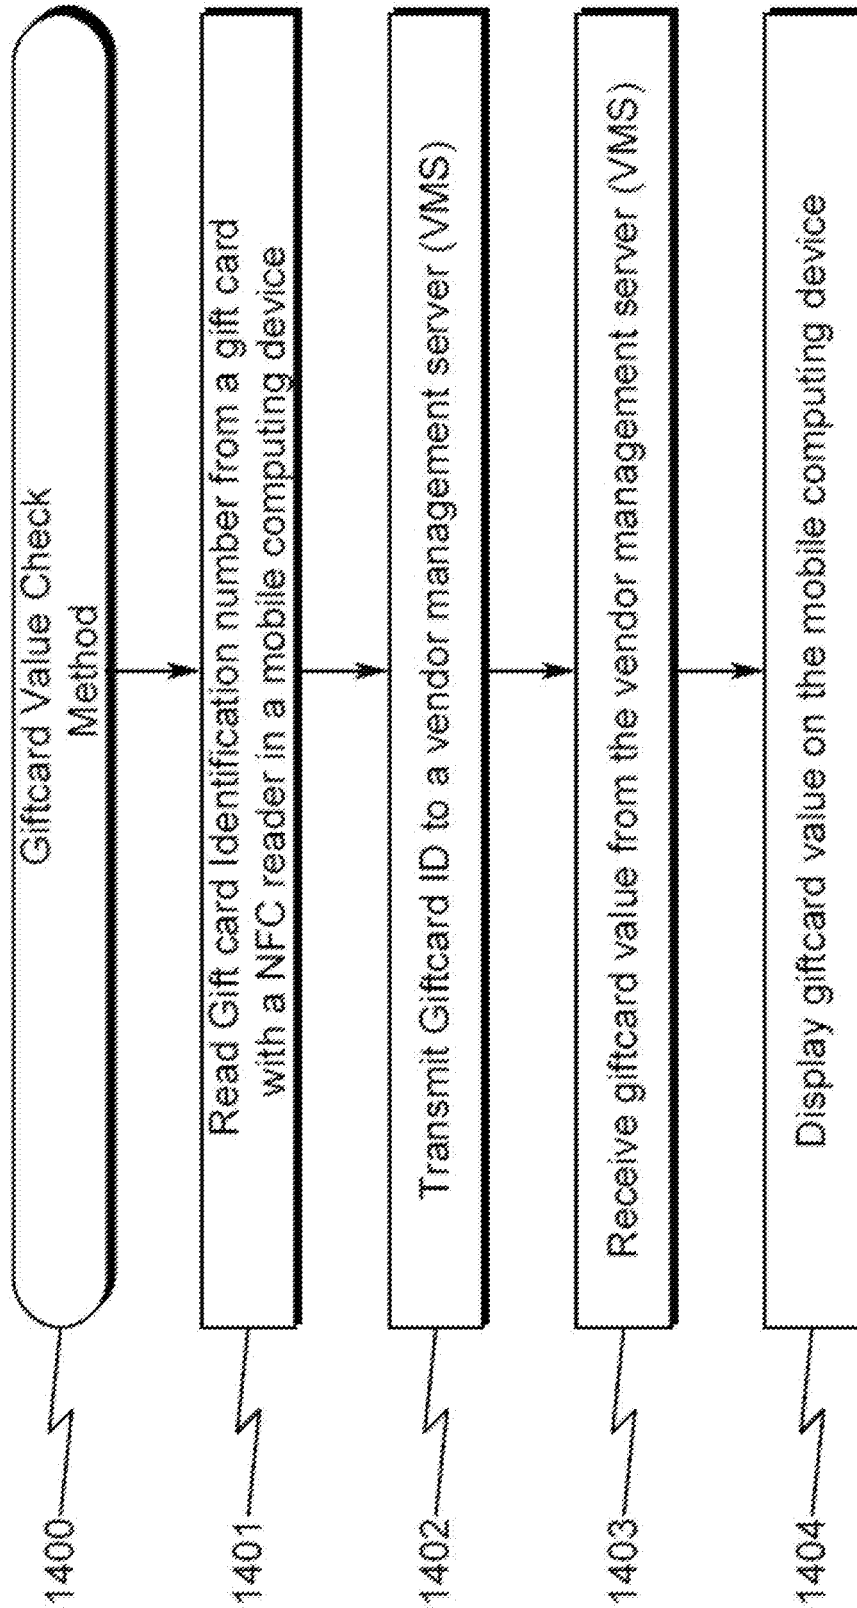 1400
Giftcard Value Check
Method
1401
Read Gift card Identification number from a gift card
with a NFC reader in a mobile computing device
1402
Transmit Giftcard ID to a vendor management server (VMS)
1403
Receive giftcard value from the vendor management server (VMS)
1404
Display giftcard value on the mobile computing device